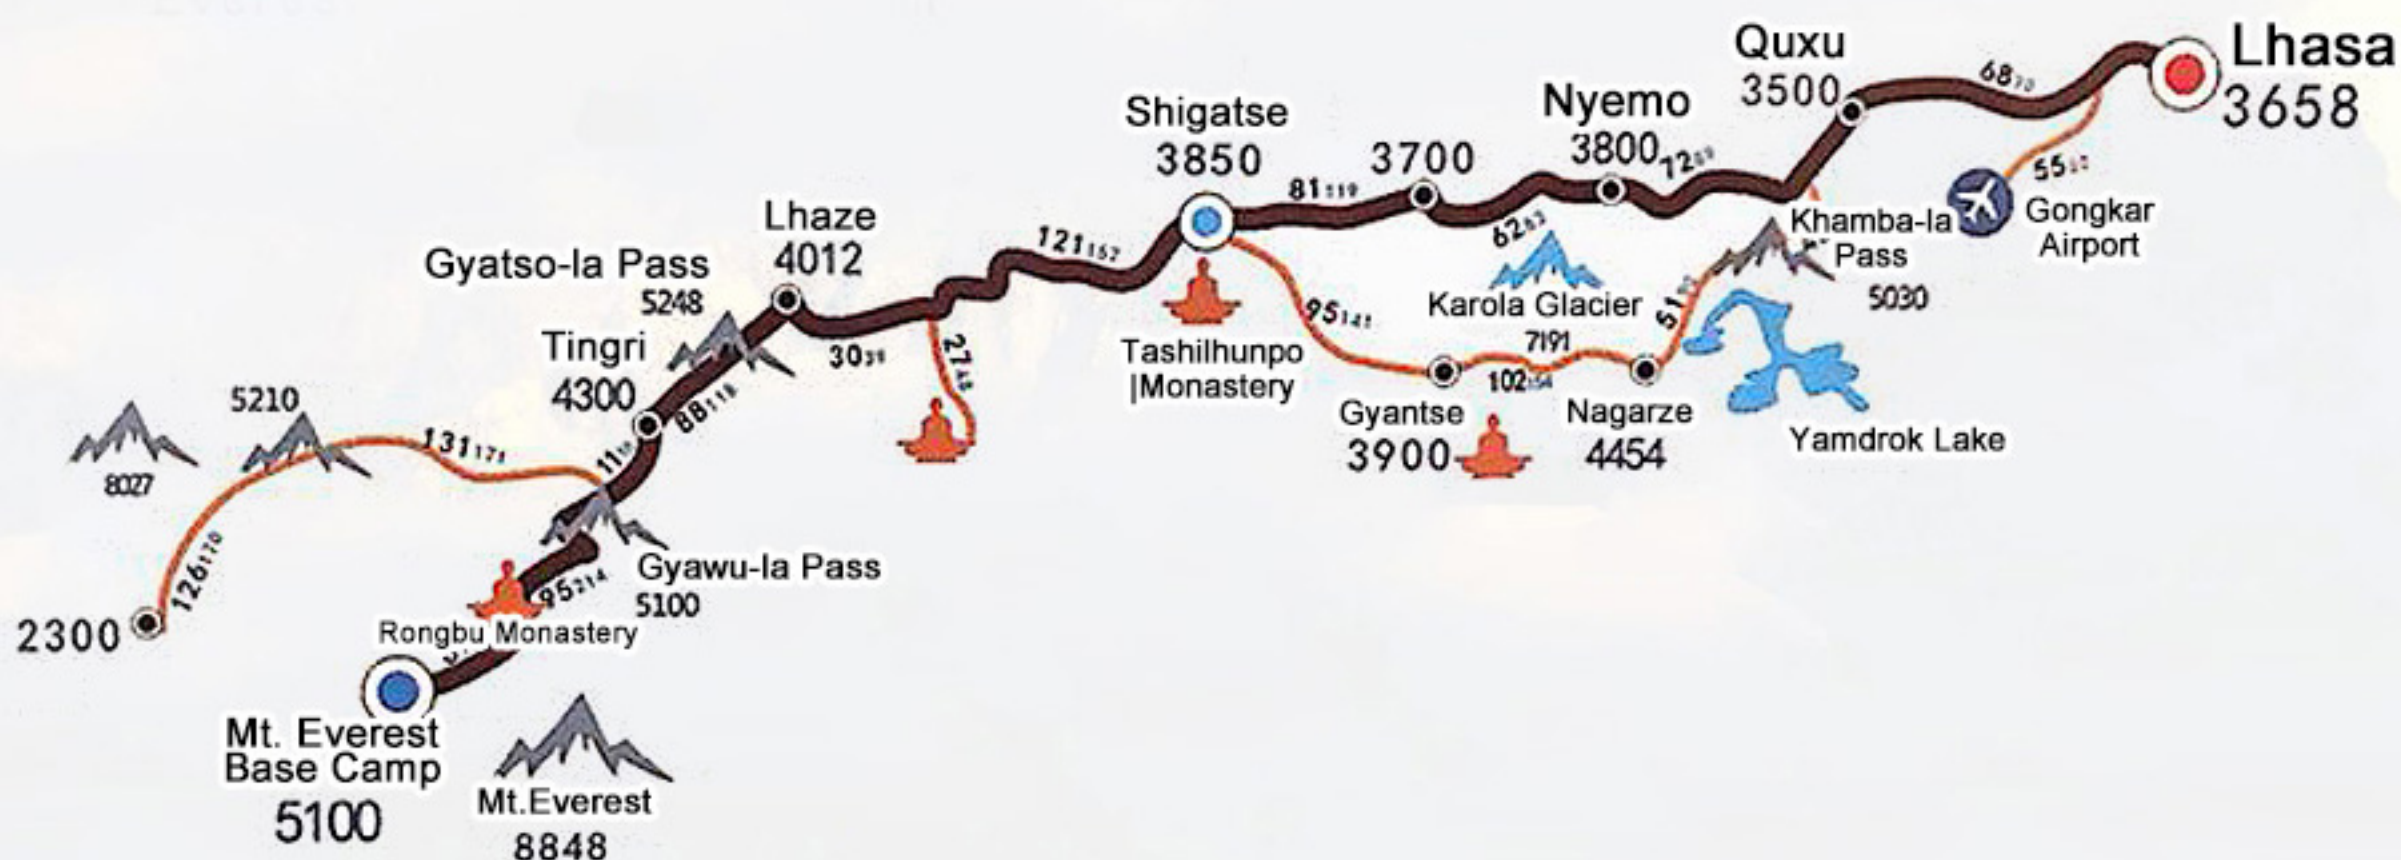 Lhasa
3658
Quxu
3500
68
Nyemo
3800
72
Shigatse
3850
81
3700
62
Khamba-la
Pass
5030
Gongkar
Airport
55
Lhaze
4012
121
Gyatso-la Pass
5248
30
27
Karola Glacier
7191
51
Tashilhunpo
|Monastery
95
102
Gyantse
3900
Nagarze
4454
Yamdrok Lake
Tingri
4300
88
11
5210
8027
131
126
2300
Gyawu-la Pass
5100
95
Rongbu Monastery
Mt. Everest
Base Camp
5100
Mt.Everest
8848